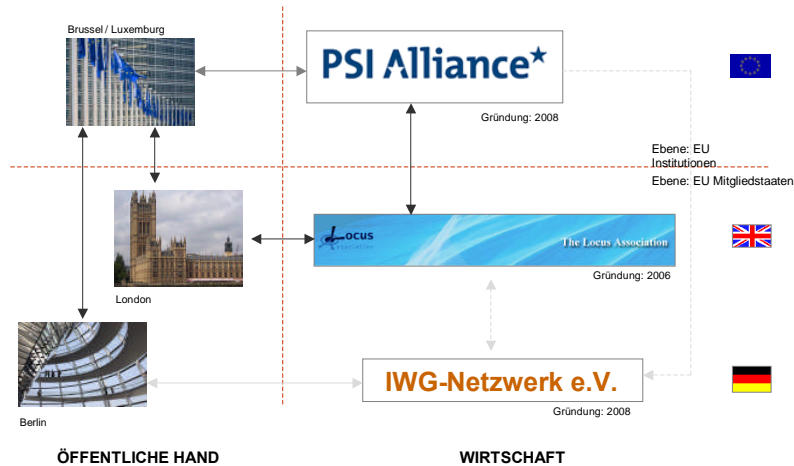 Brussel / Luxemburg
PSI Alliance
Gründung: 2008
Ebene: EU
Institutionen
Ebene: EU Mitgliedstaaten
Locus
Association
The Locus Association
Gründung: 2006
London
IWG-Netzwerk e.V.
Gründung: 2008
Berlin
ÖFFENTLICHE HAND
WIRTSCHAFT